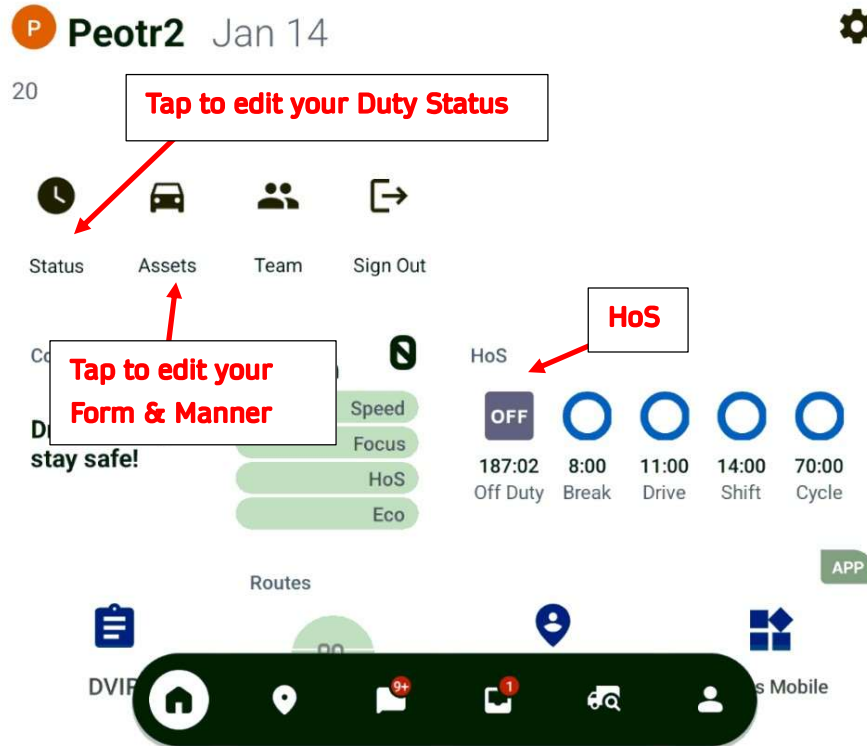 P
Peotr2 Jan 14
20
Tap to edit your Duty Status
Status
Assets
Team
Sign Out
HoS
Tap to edit your
Form & Manner
stay safe!
Speed
Focus
HoS
Eco
HoS
OFF
187:02
Off Duty
8:00
Break
11:00
Drive
14:00
Shift
70:00
Cycle
APP
Routes
DVIR
s Mobile
9+
1